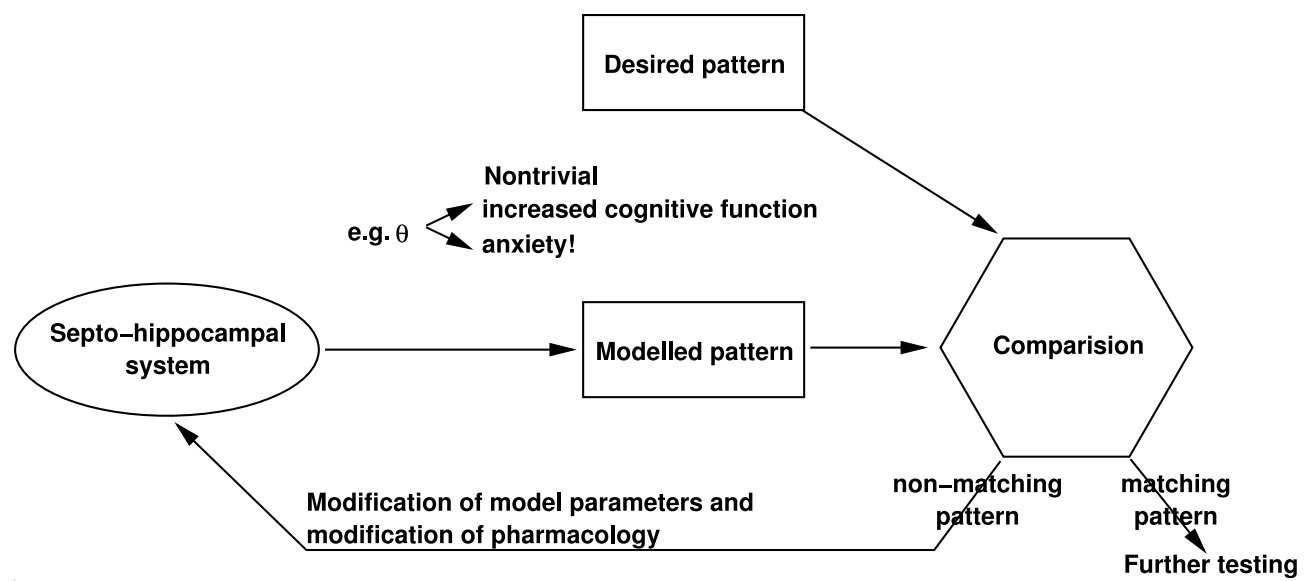 Desired pattern
Nontrivial
increased cognitive function
e.g. θ
anxiety!
Septo-hippocampal
system
Modelled pattern
Comparision
non-matching
pattern
matching
pattern
Modification of model parameters and
modification of pharmacology
Further testing